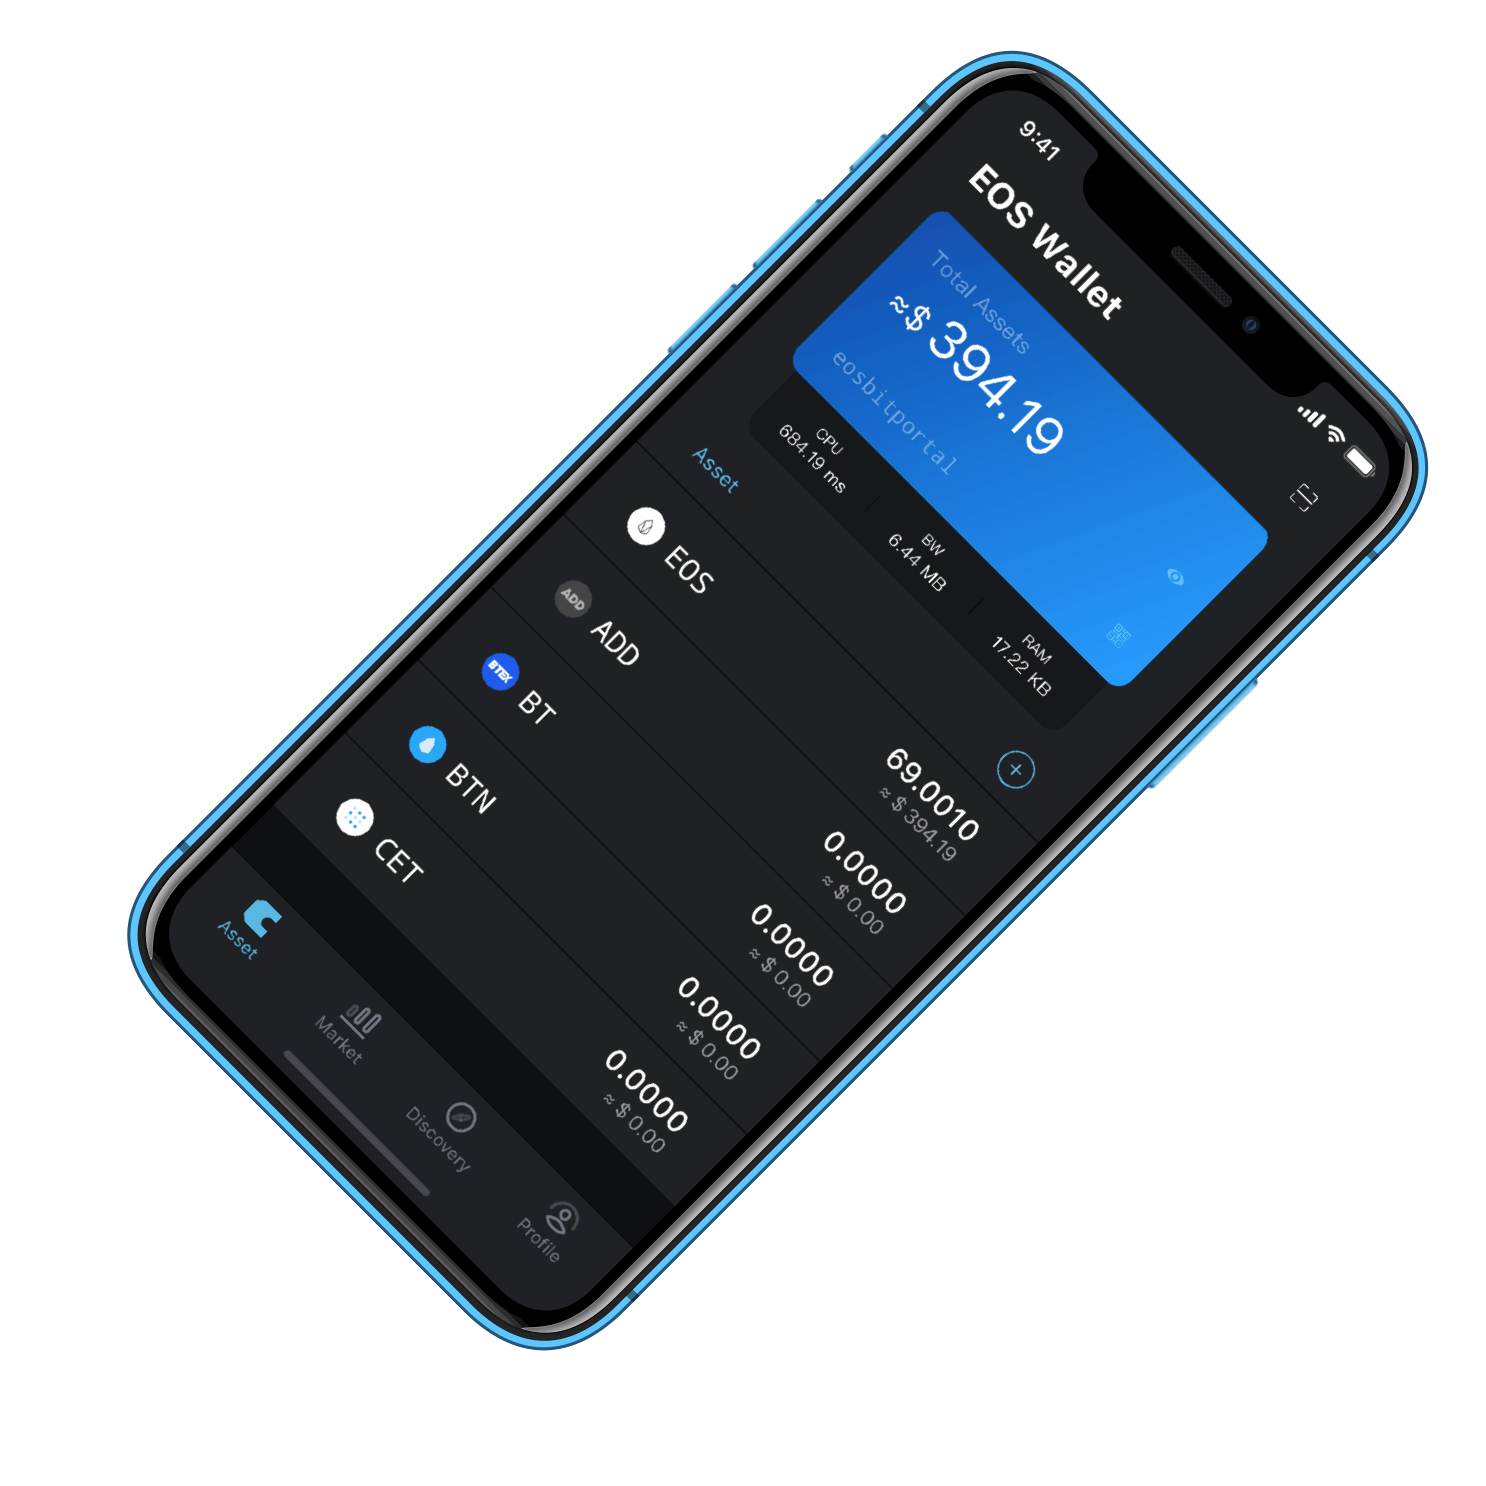 9:41
EOS Wallet
Total Assets
≈$ 394.19
eosbitportal
CPU
684.19 ms
BW
6.44 MB
RAM
17.22 KB
Asset
EOS
69.0010
≈ $ 394.19
ADD
ADD
0.0000
≈ $ 0.00
BTEX
BT
0.0000
≈ $ 0.00
BTN
0.0000
≈ $ 0.00
CET
0.0000
≈ $ 0.00
Asset
Market
Discovery
Profile